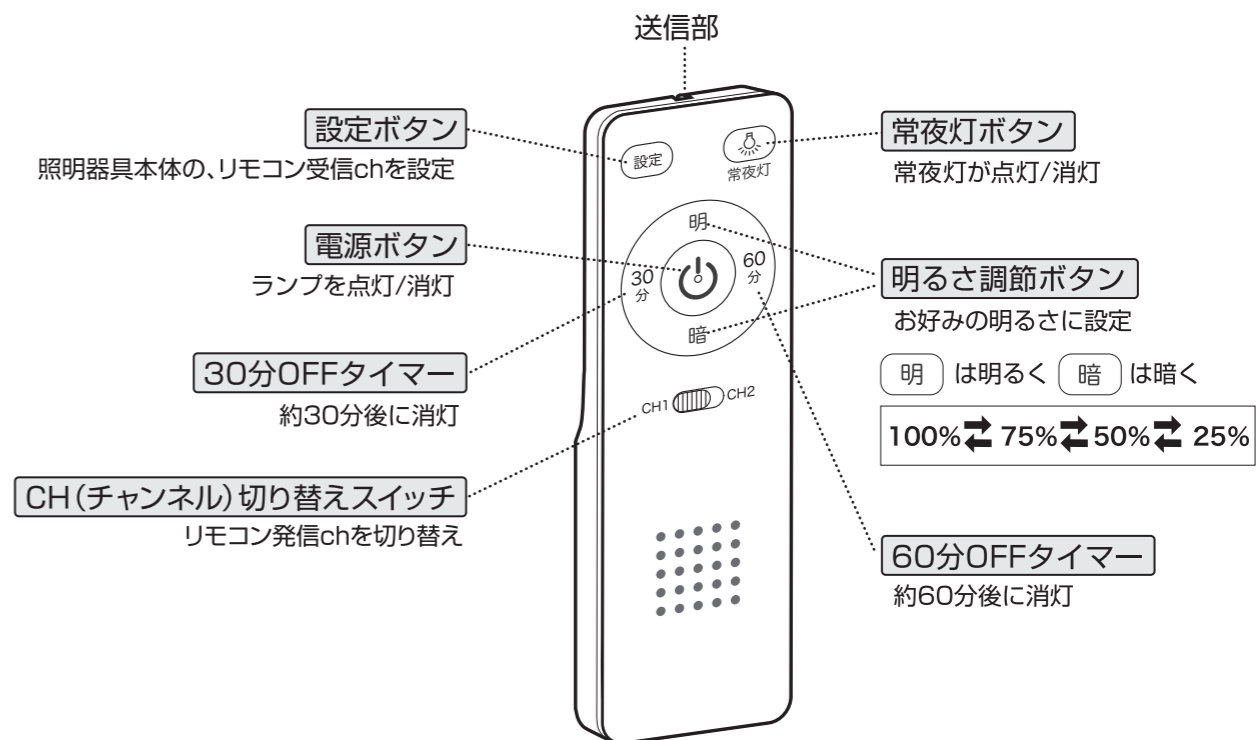 送信部
設定ボタン
照明器具本体の、リモコン受信chを設定
電源ボタン
ランプを点灯/消灯
30分OFFタイマー
約30分後に消灯
CH(チャンネル)切り替えスイッチ
リモコン発信chを切り替え
設定
常夜灯
明
30
分
60
分
暗
CH1
CH2
常夜灯ボタン
常夜灯が点灯/消灯
明るさ調節ボタン
お好みの明るさに設定
明 は明るく 暗 は暗く
100% ⇄ 75% ⇄ 50% ⇄ 25%
60分OFFタイマー
約60分後に消灯